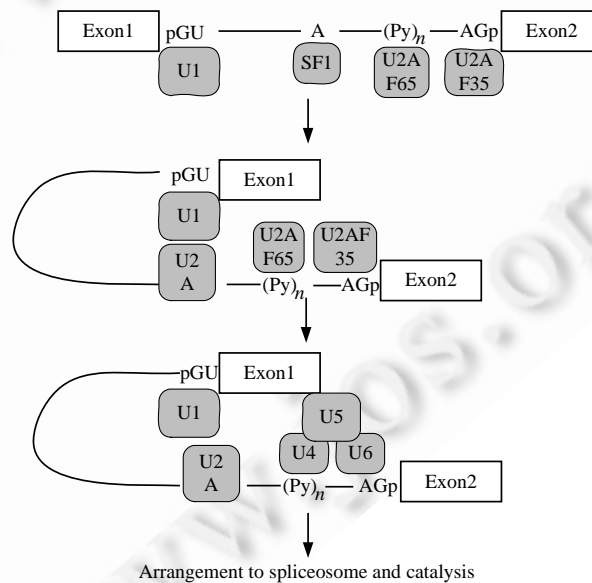 Exon1 pGU A (Py)n AGp Exon2
U1 SF1 U2A F65 U2A F35
pGU Exon1
U1
U2A F65 U2AF 35
U2 A
(Py)n AGp Exon2
pGU Exon1
U1 U5
U4 U6
U2 A
(Py)n AGp Exon2
Arrangement to spliceosome and catalysis